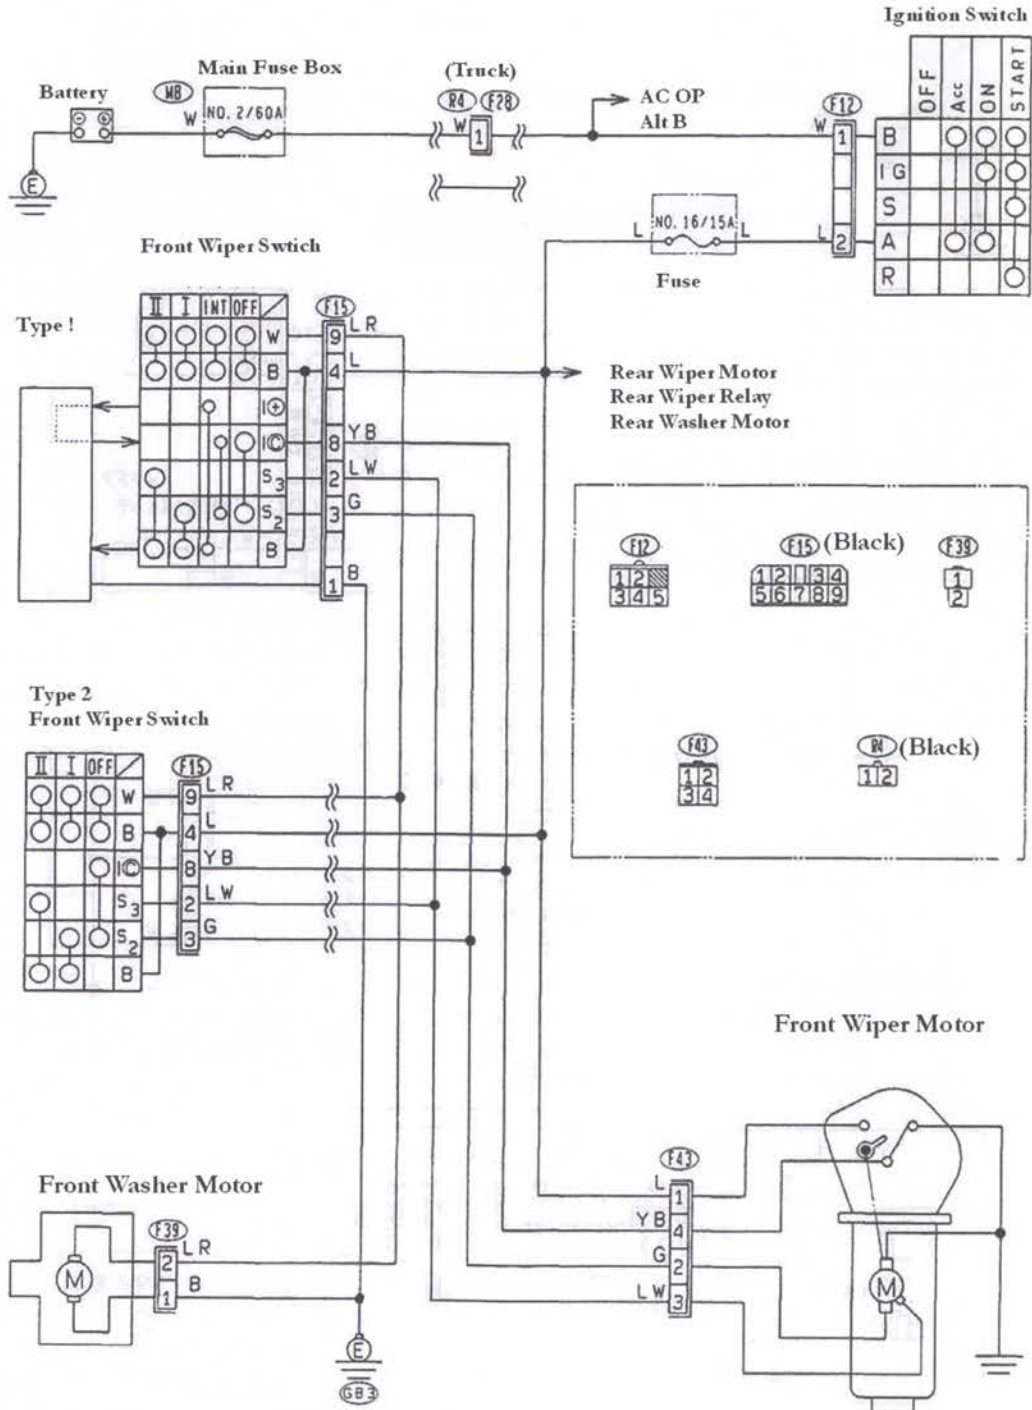 Ignition Switch
OFF
Acc
ON
START
Main Fuse Box
(Truck)
Battery
MB
NO. 2/60A
R4
F28
AC OP
Alt B
F12
W
W
1
W
1
B
IG
S
A
R
E
L
NO. 16/15A
L
L
2
Fuse
Front Wiper Swtich
Type !
II
I
INT
OFF
F15
W
9
LR
B
4
L
I⊕
I©
8
YB
S3
2
LW
S2
3
G
B
1
B
Rear Wiper Motor
Rear Wiper Relay
Rear Washer Motor
F12
F15
(Black)
F39
1 2
3 4 5
1 2 3 4
5 6 7 8 9
1
2
F43
R4
(Black)
1 2
3 4
1 2
Type 2
Front Wiper Switch
II
I
OFF
F15
W
9
LR
B
4
L
I©
8
YB
S3
2
LW
S2
3
G
B
Front Wiper Motor
F43
L
1
YB
4
G
2
LW
3
M
Front Washer Motor
F39
M
2
LR
1
B
E
GB3